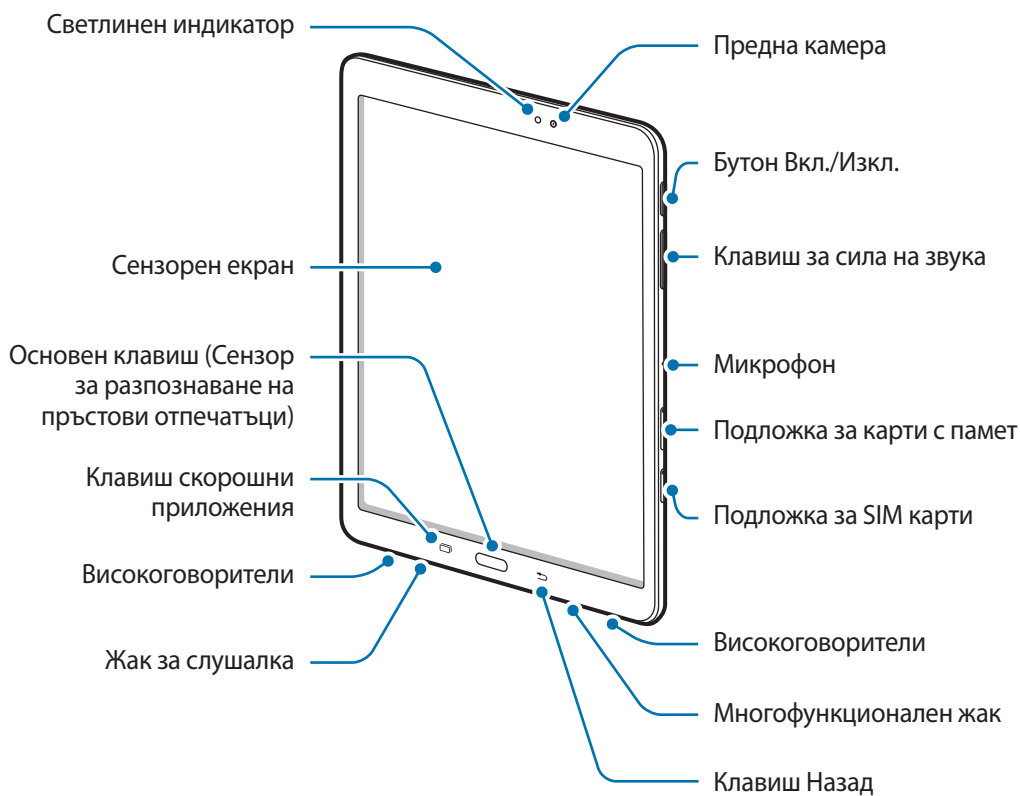 Светлинен индикатор
Предна камера
Бутон Вкл./Изкл.
Клавиш за сила на звука
Сензорен екран
Основен клавиш (Сензор
за разпознаване на
пръстови отпечатъци)
Микрофон
Подложка за карти с памет
Клавиш скорошни
приложения
Подложка за SIM карти
Високоговорители
Високоговорители
Жак за слушалка
Многофункционален жак
Клавиш Назад